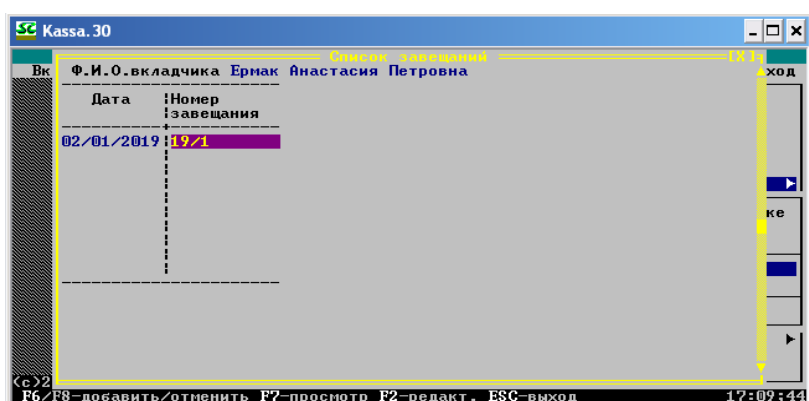 Kassa.30
Список завещаний [X]
Вк Ф.И.О.вкладчика Ермак Анастасия Петровна ход
Дата Номер
завещания
02/01/2019 19/1
ке
(c)2
F6/F8-добавить/отменить F7-просмотр F2-редакт. ESC-выход 17:09:44